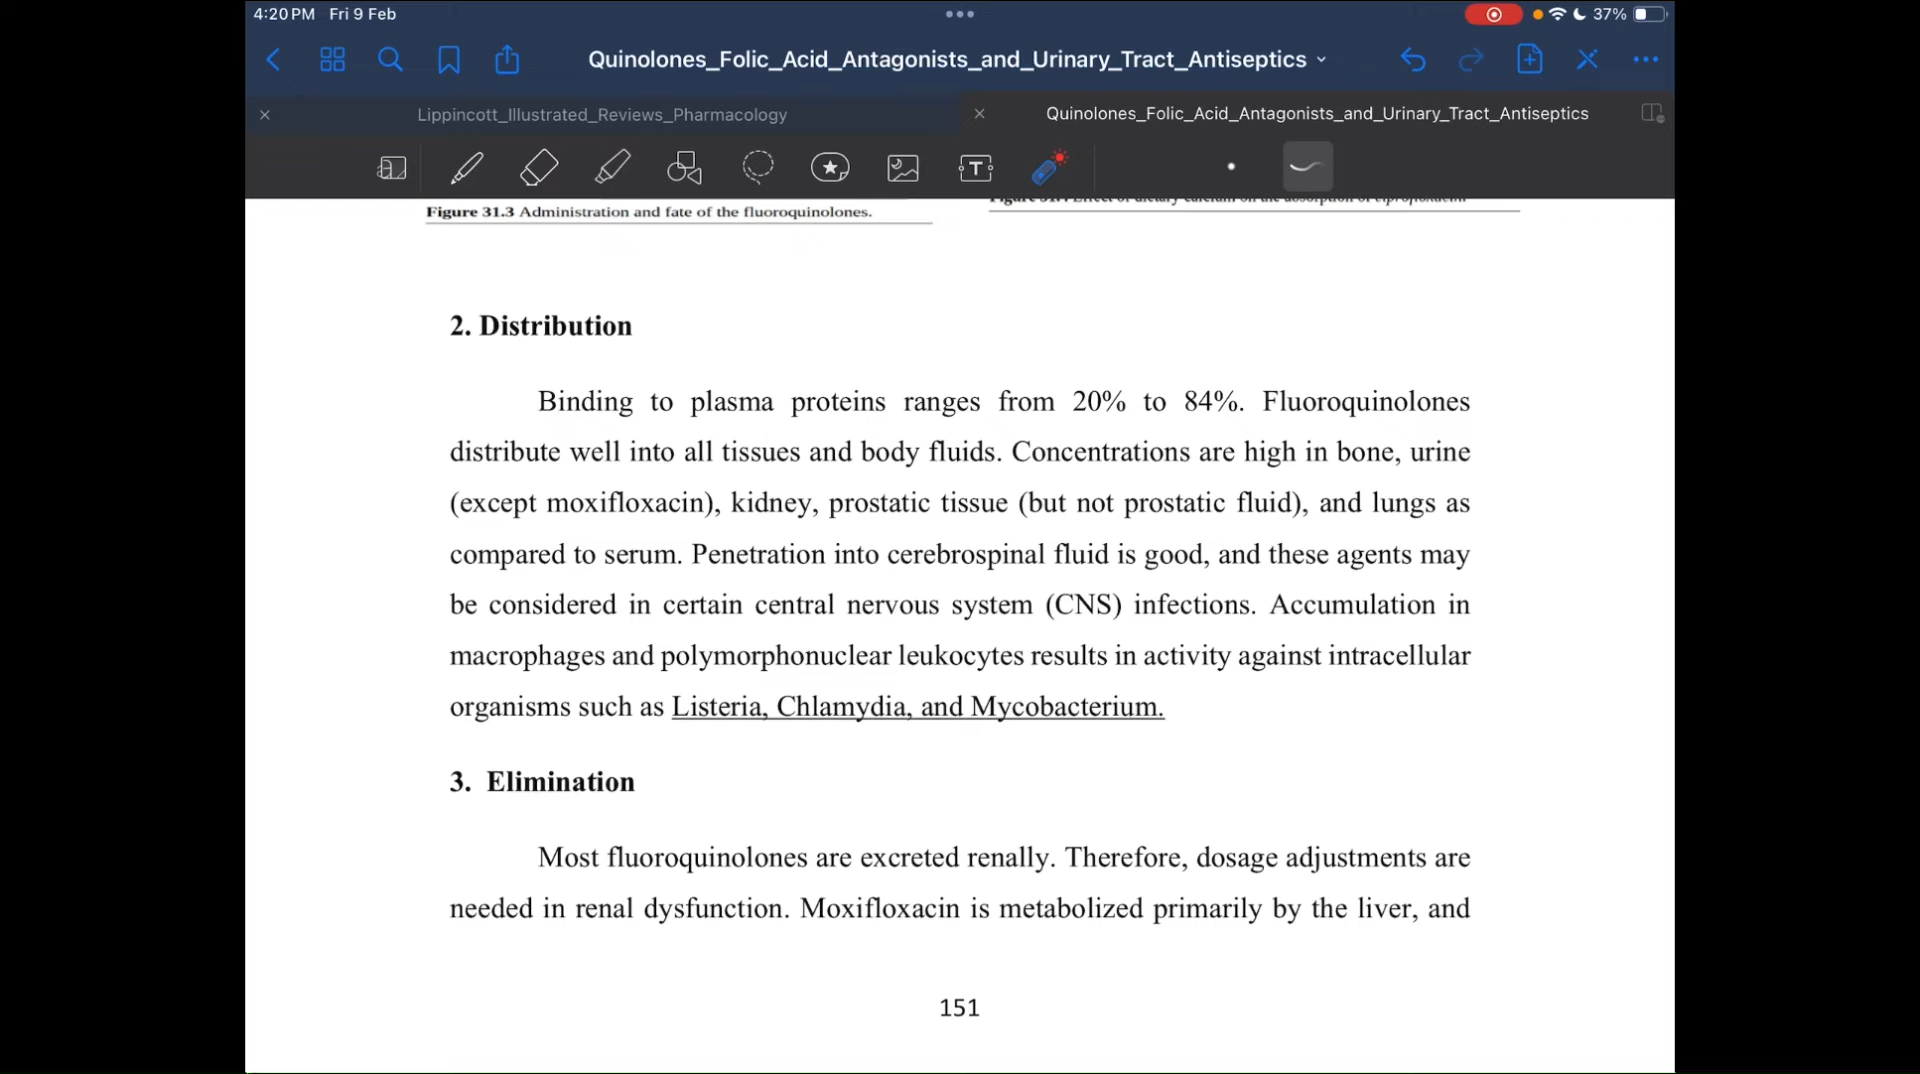 4:20 PM Fri 9 Feb
37%
Quinolones_Folic_Acid_Antagonists_and_Urinary_Tract_Antiseptics
Lippincott_Illustrated_Reviews_Pharmacology
Quinolones_Folic_Acid_Antagonists_and_Urinary_Tract_Antiseptics
Figure 31.3 Administration and fate of the fluoroquinolones.
2. Distribution
Binding to plasma proteins ranges from 20% to 84%. Fluoroquinolones
distribute well into all tissues and body fluids. Concentrations are high in bone, urine
(except moxifloxacin), kidney, prostatic tissue (but not prostatic fluid), and lungs as
compared to serum. Penetration into cerebrospinal fluid is good, and these agents may
be considered in certain central nervous system (CNS) infections. Accumulation in
macrophages and polymorphonuclear leukocytes results in activity against intracellular
organisms such as Listeria, Chlamydia, and Mycobacterium.
3. Elimination
Most fluoroquinolones are excreted renally. Therefore, dosage adjustments are
needed in renal dysfunction. Moxifloxacin is metabolized primarily by the liver, and
151